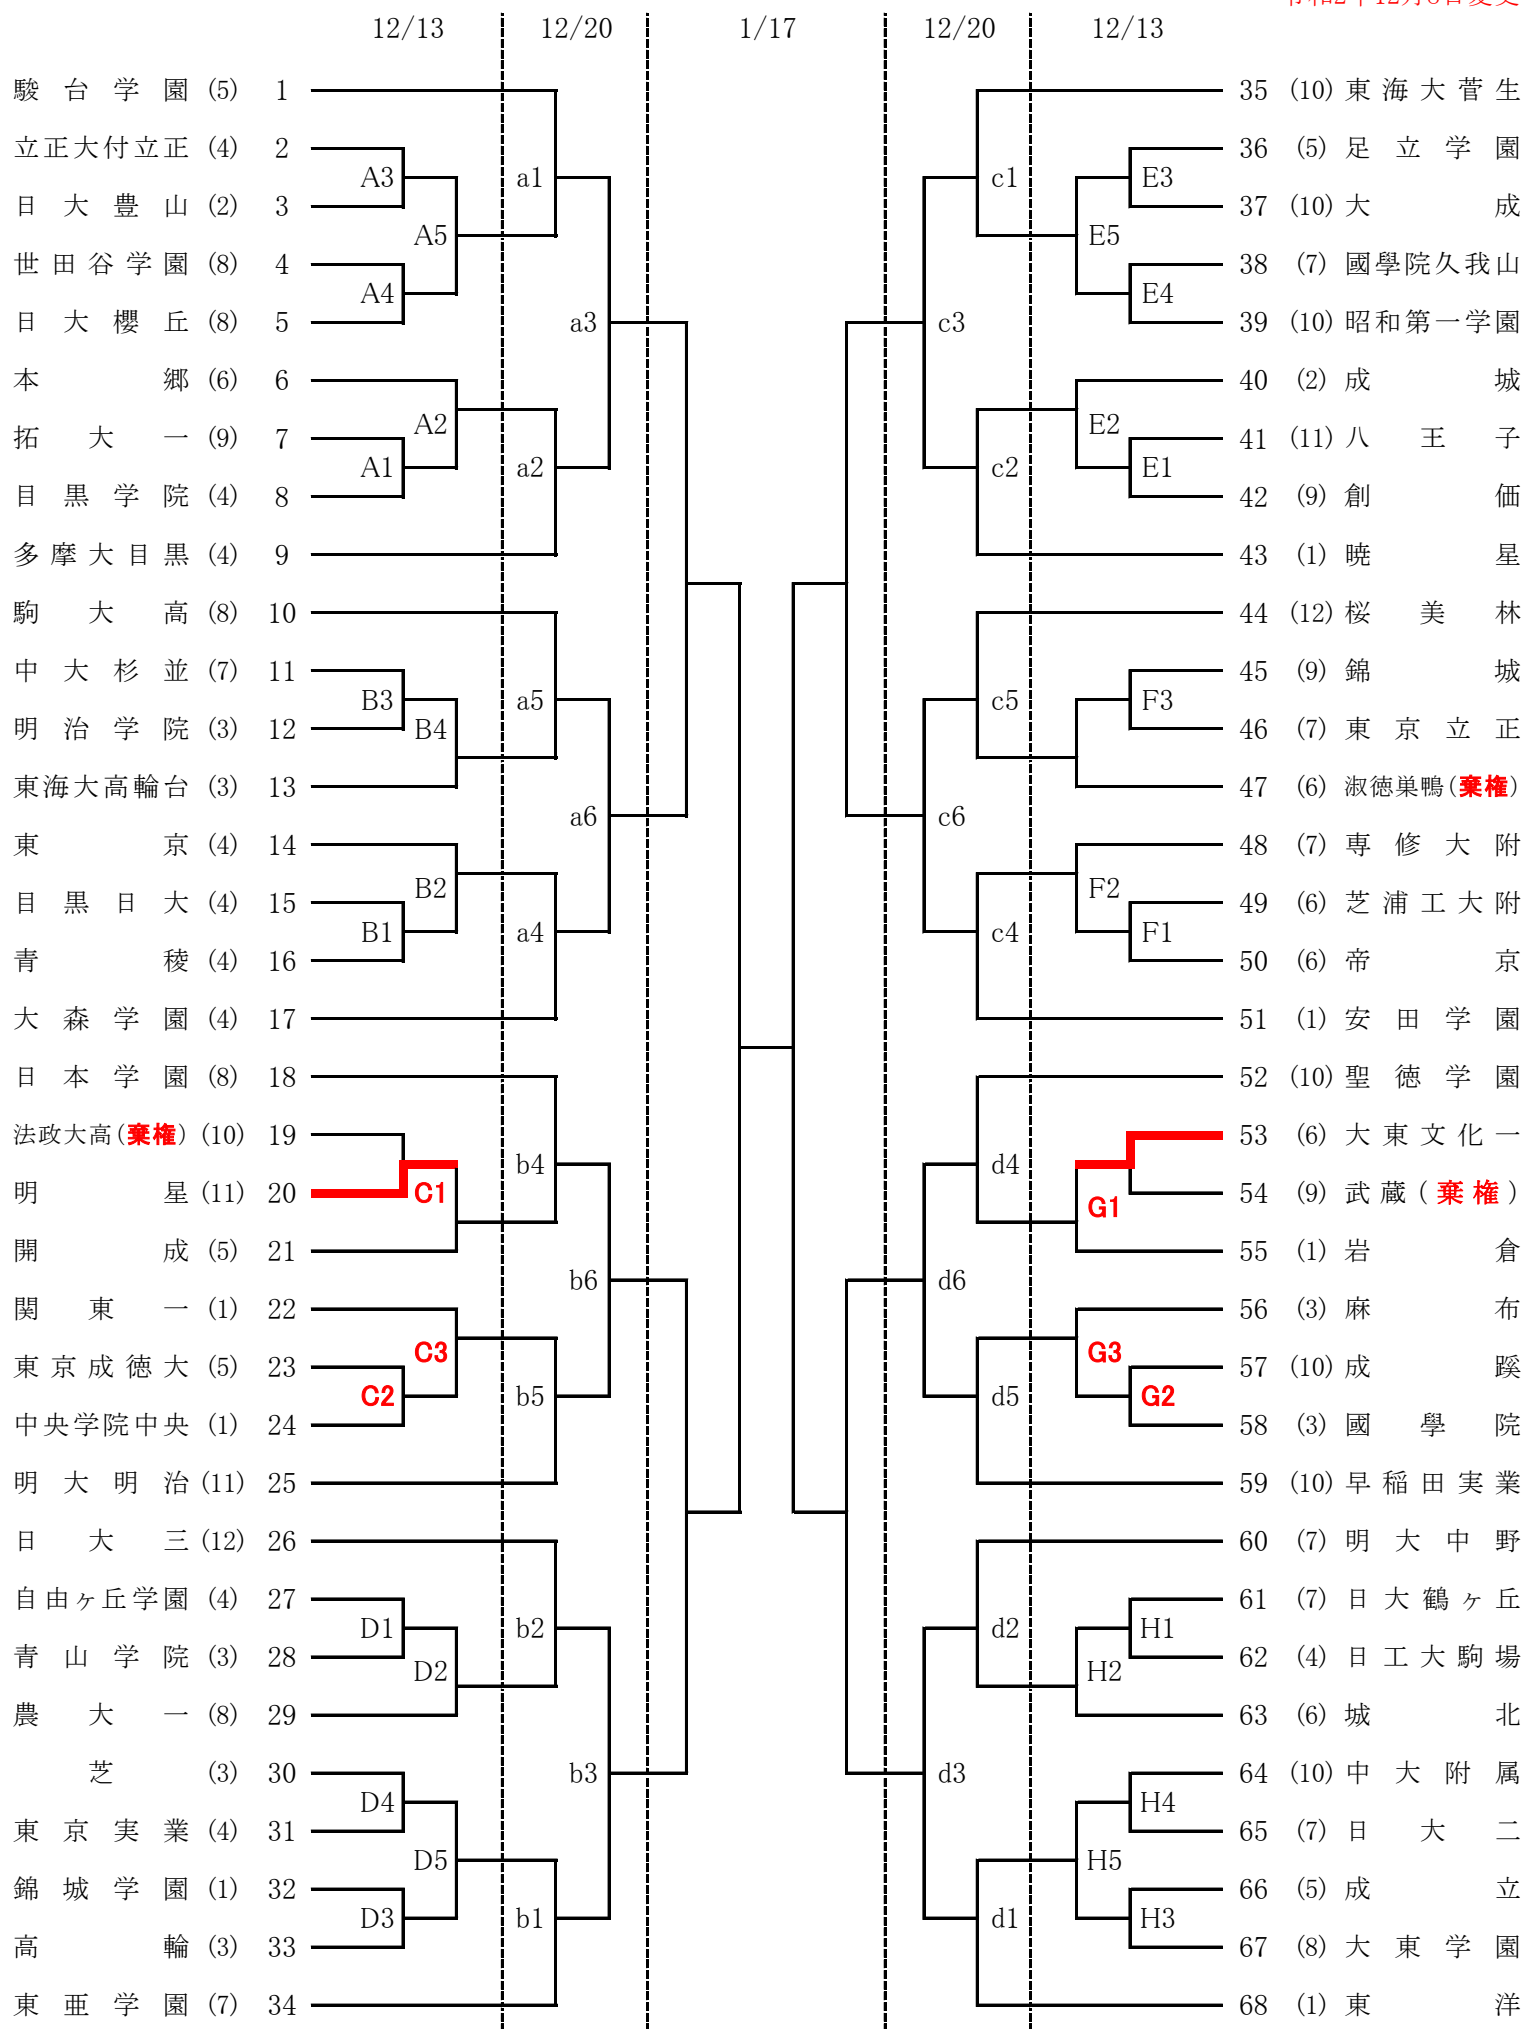 12/13 12/20 1/17 12/20 12/13
駿台学園 (5) 1 35 (10) 東海大菅生
立正大付立正 (4) 2 36 (5) 足立学園
A3 a1 c1 E3
日大豊山 (2) 3 37 (10) 大成
A5 E5
世田谷学園 (8) 4 38 (7) 國學院久我山
A4 E4
日大櫻丘 (8) 5 a3 c3 39 (10) 昭和第一学園
本郷 (6) 6 40 (2) 成城
A2 E2
拓大一 (9) 7 41 (11) 八王子
A1 a2 c2 E1
目黒学院 (4) 8 42 (9) 創価
多摩大目黒 (4) 9 43 (1) 暁星
駒大高 (8) 10 44 (12) 桜美林
中大杉並 (7) 11 45 (9) 錦城
B3 a5 c5 F3
明治学院 (3) 12 B4 46 (7) 東京立正
東海大高輪台 (3) 13 47 (6) 淑徳巣鴨(棄権)
a6 c6
東京 (4) 14 48 (7) 専修大附
B2 F2
目黒日大 (4) 15 49 (6) 芝浦工大附
B1 a4 c4 F1
青稜 (4) 16 50 (6) 帝京
大森学園 (4) 17 51 (1) 安田学園
日本学園 (8) 18 52 (10) 聖徳学園
法政大高(棄権) (10) 19 53 (6) 大東文化一
b4 d4
明星 (11) 20 C1 G1 54 (9) 武蔵(棄権)
開成 (5) 21 55 (1) 岩倉
b6 d6
関東一 (1) 22 56 (3) 麻布
C3 G3
東京成徳大 (5) 23 57 (10) 成蹊
C2 b5 d5 G2
中央学院中央 (1) 24 58 (3) 國學院
明大明治 (11) 25 59 (10) 早稲田実業
日大三 (12) 26 60 (7) 明大中野
自由ヶ丘学園 (4) 27 61 (7) 日大鶴ヶ丘
D1 b2 d2 H1
青山学院 (3) 28 62 (4) 日工大駒場
D2 H2
農大一 (8) 29 63 (6) 城北
芝 (3) 30 b3 d3 64 (10) 中大附属
D4 H4
東京実業 (4) 31 65 (7) 日大二
D5 H5
錦城学園 (1) 32 66 (5) 成立
D3 b1 d1 H3
高輪 (3) 33 67 (8) 大東学園
東亜学園 (7) 34 68 (1) 東洋